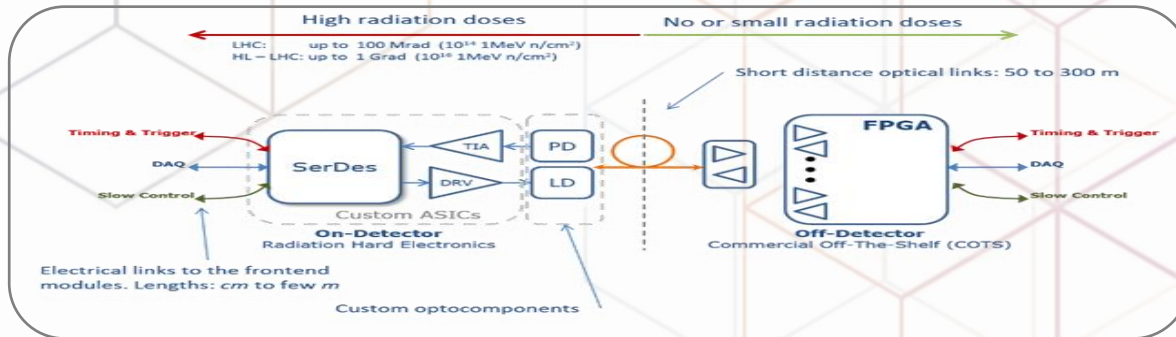 High radiation doses
No or small radiation doses
LHC: up to 100 Mrad (10¹⁴ 1MeV n/cm²)
HL – LHC: up to 1 Grad (10¹⁶ 1MeV n/cm²)
Short distance optical links: 50 to 300 m
FPGA
Timing & Trigger
TIA
PD
Timing & Trigger
DAQ
SerDes
DAQ
DRV
LD
Slow Control
Slow Control
Custom ASICs
On-Detector
Off-Detector
Radiation Hard Electronics
Commercial Off-The-Shelf (COTS)
Electrical links to the frontend
modules. Lengths: cm to few m
Custom optocomponents